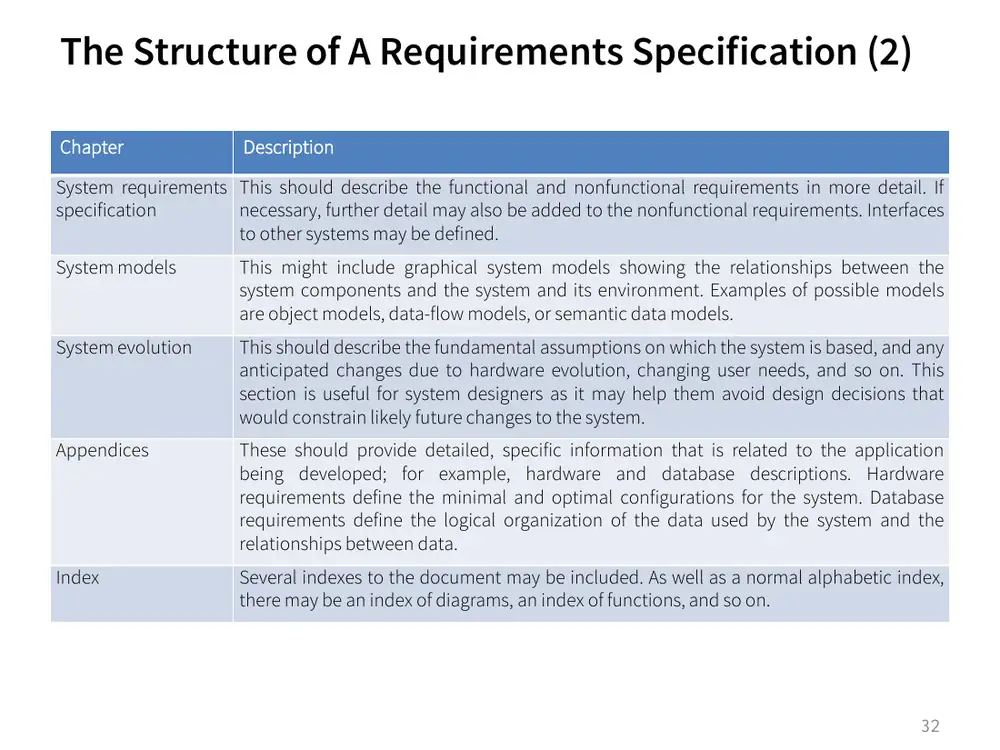 The Structure of A Requirements Specification (2)
Chapter
Description
System requirements
specification
This should describe the functional and nonfunctional requirements in more detail. If
necessary, further detail may also be added to the nonfunctional requirements. Interfaces
to other systems may be defined.
System models
This might include graphical system models showing the relationships between the
system components and the system and its environment. Examples of possible models
are object models, data-flow models, or semantic data models.
System evolution
This should describe the fundamental assumptions on which the system is based, and any
anticipated changes due to hardware evolution, changing user needs, and so on. This
section is useful for system designers as it may help them avoid design decisions that
would constrain likely future changes to the system.
Appendices
These should provide detailed, specific information that is related to the application
being developed; for example, hardware and database descriptions. Hardware
requirements define the minimal and optimal configurations for the system. Database
requirements define the logical organization of the data used by the system and the
relationships between data.
Index
Several indexes to the document may be included. As well as a normal alphabetic index,
there may be an index of diagrams, an index of functions, and so on.
32